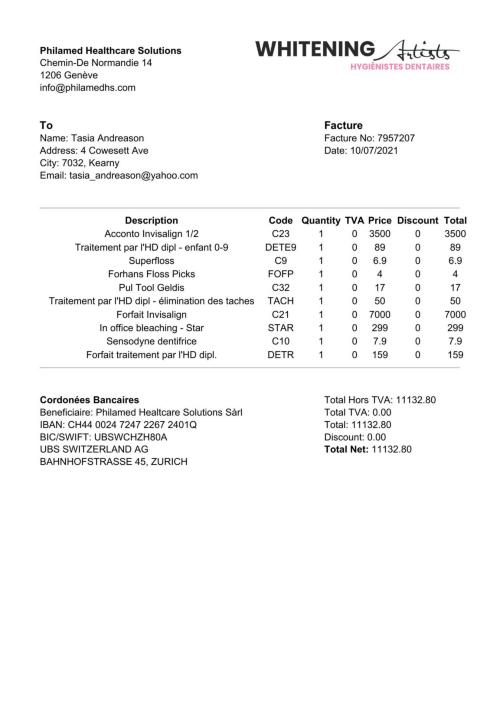 WHITENING Artists
HYGIÉNISTES DENTAIRES
Philamed Healthcare Solutions
Chemin-De Normandie 14
1206 Genève
info@philamedhs.com
To
Name: Tasia Andreason
Address: 4 Cowesett Ave
City: 7032, Kearny
Email: tasia_andreason@yahoo.com
Facture
Facture No: 7957207
Date: 10/07/2021
Description Code Quantity TVA Price Discount Total
Acconto Invisalign 1/2 C23 1 0 3500 0 3500
Traitement par l'HD dipl - enfant 0-9 DETE9 1 0 89 0 89
Superfloss C9 1 0 6.9 0 6.9
Forhans Floss Picks FOFP 1 0 4 0 4
Pul Tool Geldis C32 1 0 17 0 17
Traitement par l'HD dipl - élimination des taches TACH 1 0 50 0 50
Forfait Invisalign C21 1 0 7000 0 7000
In office bleaching - Star STAR 1 0 299 0 299
Sensodyne dentifrice C10 1 0 7.9 0 7.9
Forfait traitement par l'HD dipl. DETR 1 0 159 0 159
Cordonées Bancaires
Beneficiaire: Philamed Healtcare Solutions Sàrl
IBAN: CH44 0024 7247 2267 2401Q
BIC/SWIFT: UBSWCHZH80A
UBS SWITZERLAND AG
BAHNHOFSTRASSE 45, ZURICH
Total Hors TVA: 11132.80
Total TVA: 0.00
Total: 11132.80
Discount: 0.00
Total Net: 11132.80